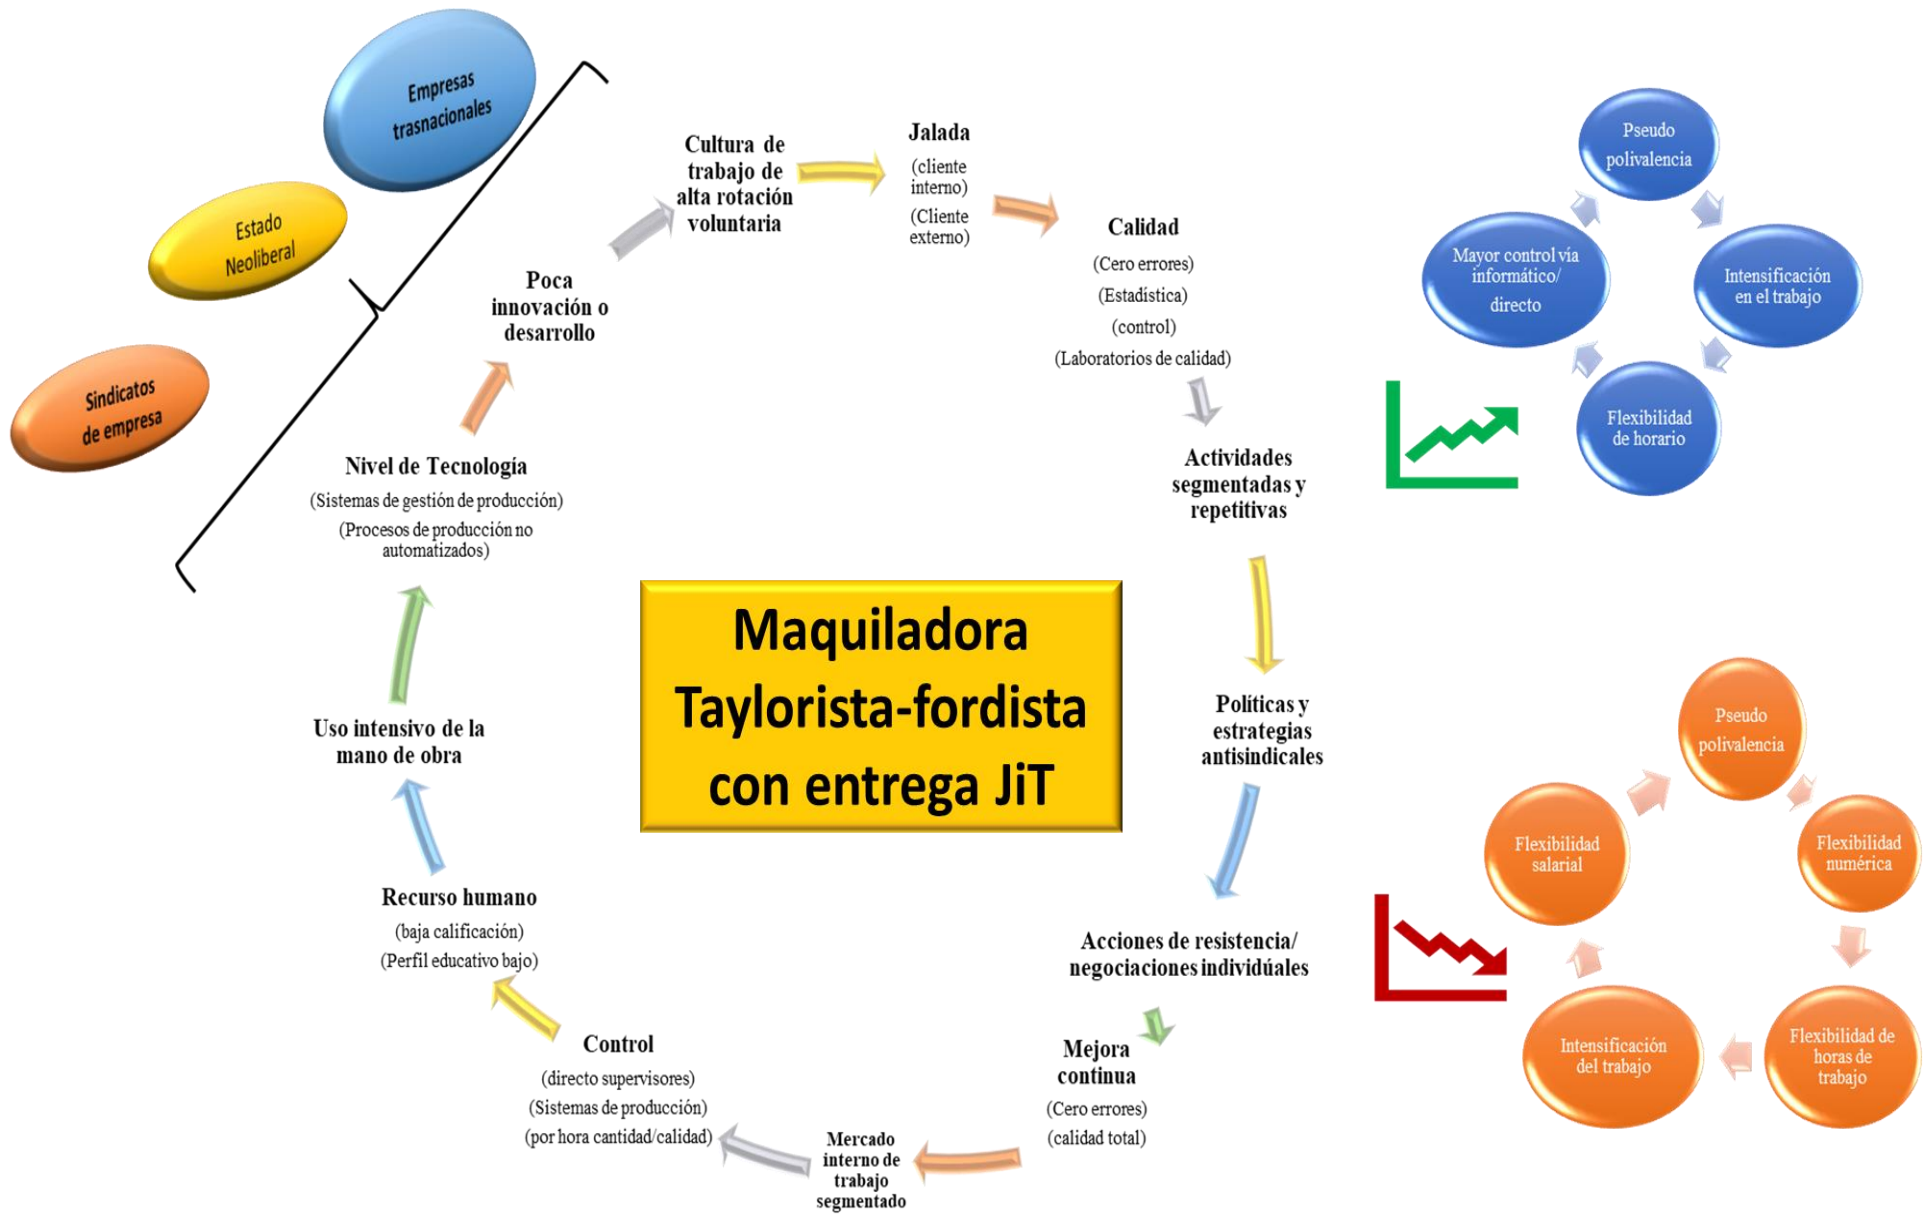 Empresas
trasnacionales
Estado
Neoliberal
Sindicatos
de empresa
Cultura de
trabajo de
alta rotación
voluntaria
Jalada
(cliente
interno)
(Cliente
externo)
Calidad
(Cero errores)
(Estadística)
(control)
(Laboratorios de calidad)
Actividades
segmentadas y
repetitivas
Políticas y
estrategias
antisindicales
Acciones de resistencia/
negociaciones individúales
Mejora
continua
(Cero errores)
(calidad total)
Mercado
interno de
trabajo
segmentado
Control
(directo supervisores)
(Sistemas de producción)
(por hora cantidad/calidad)
Recurso humano
(baja calificación)
(Perfil educativo bajo)
Uso intensivo de la
mano de obra
Nivel de Tecnología
(Sistemas de gestión de producción)
(Procesos de producción no
automatizados)
Poca
innovación o
desarrollo
Maquiladora
Taylorista-fordista
con entrega JiT
Pseudo
polivalencia
Intensificación
en el trabajo
Flexibilidad
de horario
Mayor control vía
informático/
directo
Pseudo
polivalencia
Flexibilidad
numérica
Flexibilidad de
horas de
trabajo
Intensificación
del trabajo
Flexibilidad
salarial